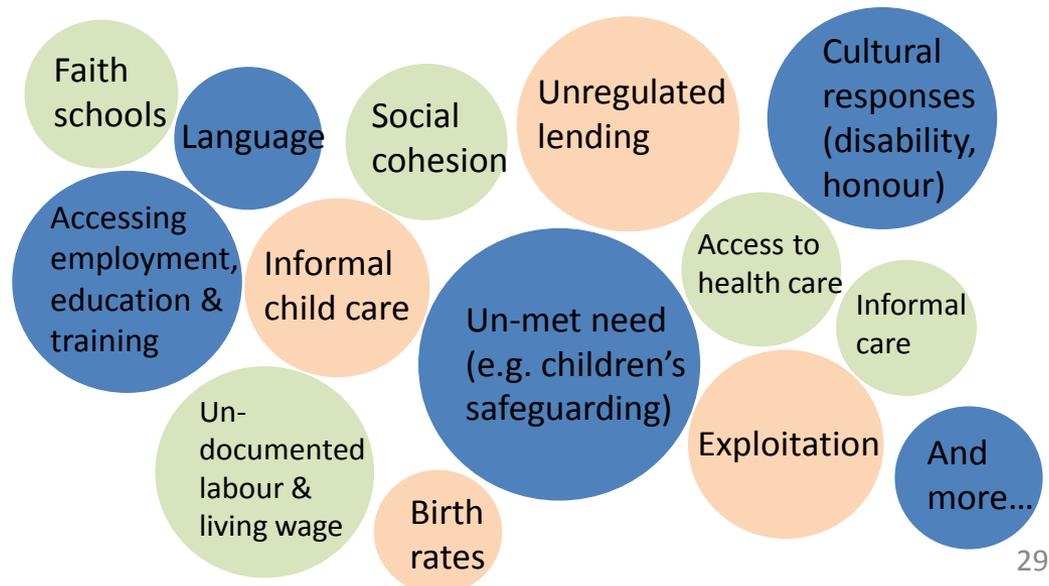 Faith
schools
Language
Social
cohesion
Unregulated
lending
Cultural
responses
(disability,
honour)
Accessing
employment,
education &
training
Informal
child care
Un-met need
(e.g. children's
safeguarding)
Access to
health care
Informal
care
Un-
documented
labour &
living wage
Birth
rates
Exploitation
And
more...
29